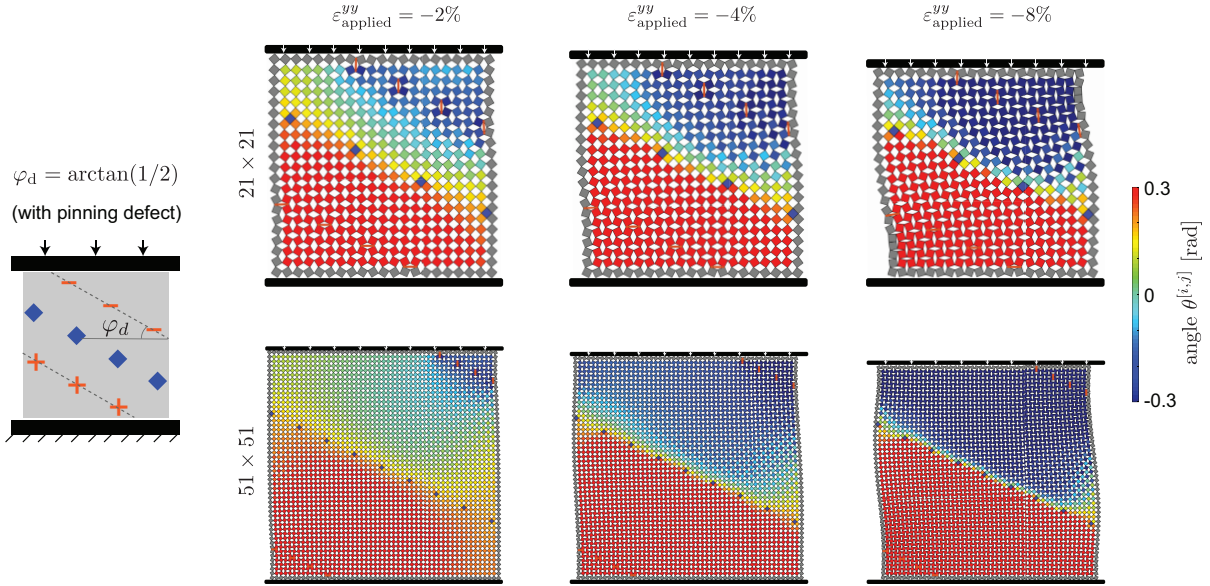 ε^{yy}_{applied} = −2%
ε^{yy}_{applied} = −4%
ε^{yy}_{applied} = −8%
21 × 21
φ_d = arctan(1/2)
(with pinning defect)
φ_d
51 × 51
0.3
0
-0.3
angle θ^{[i,j]} [rad]